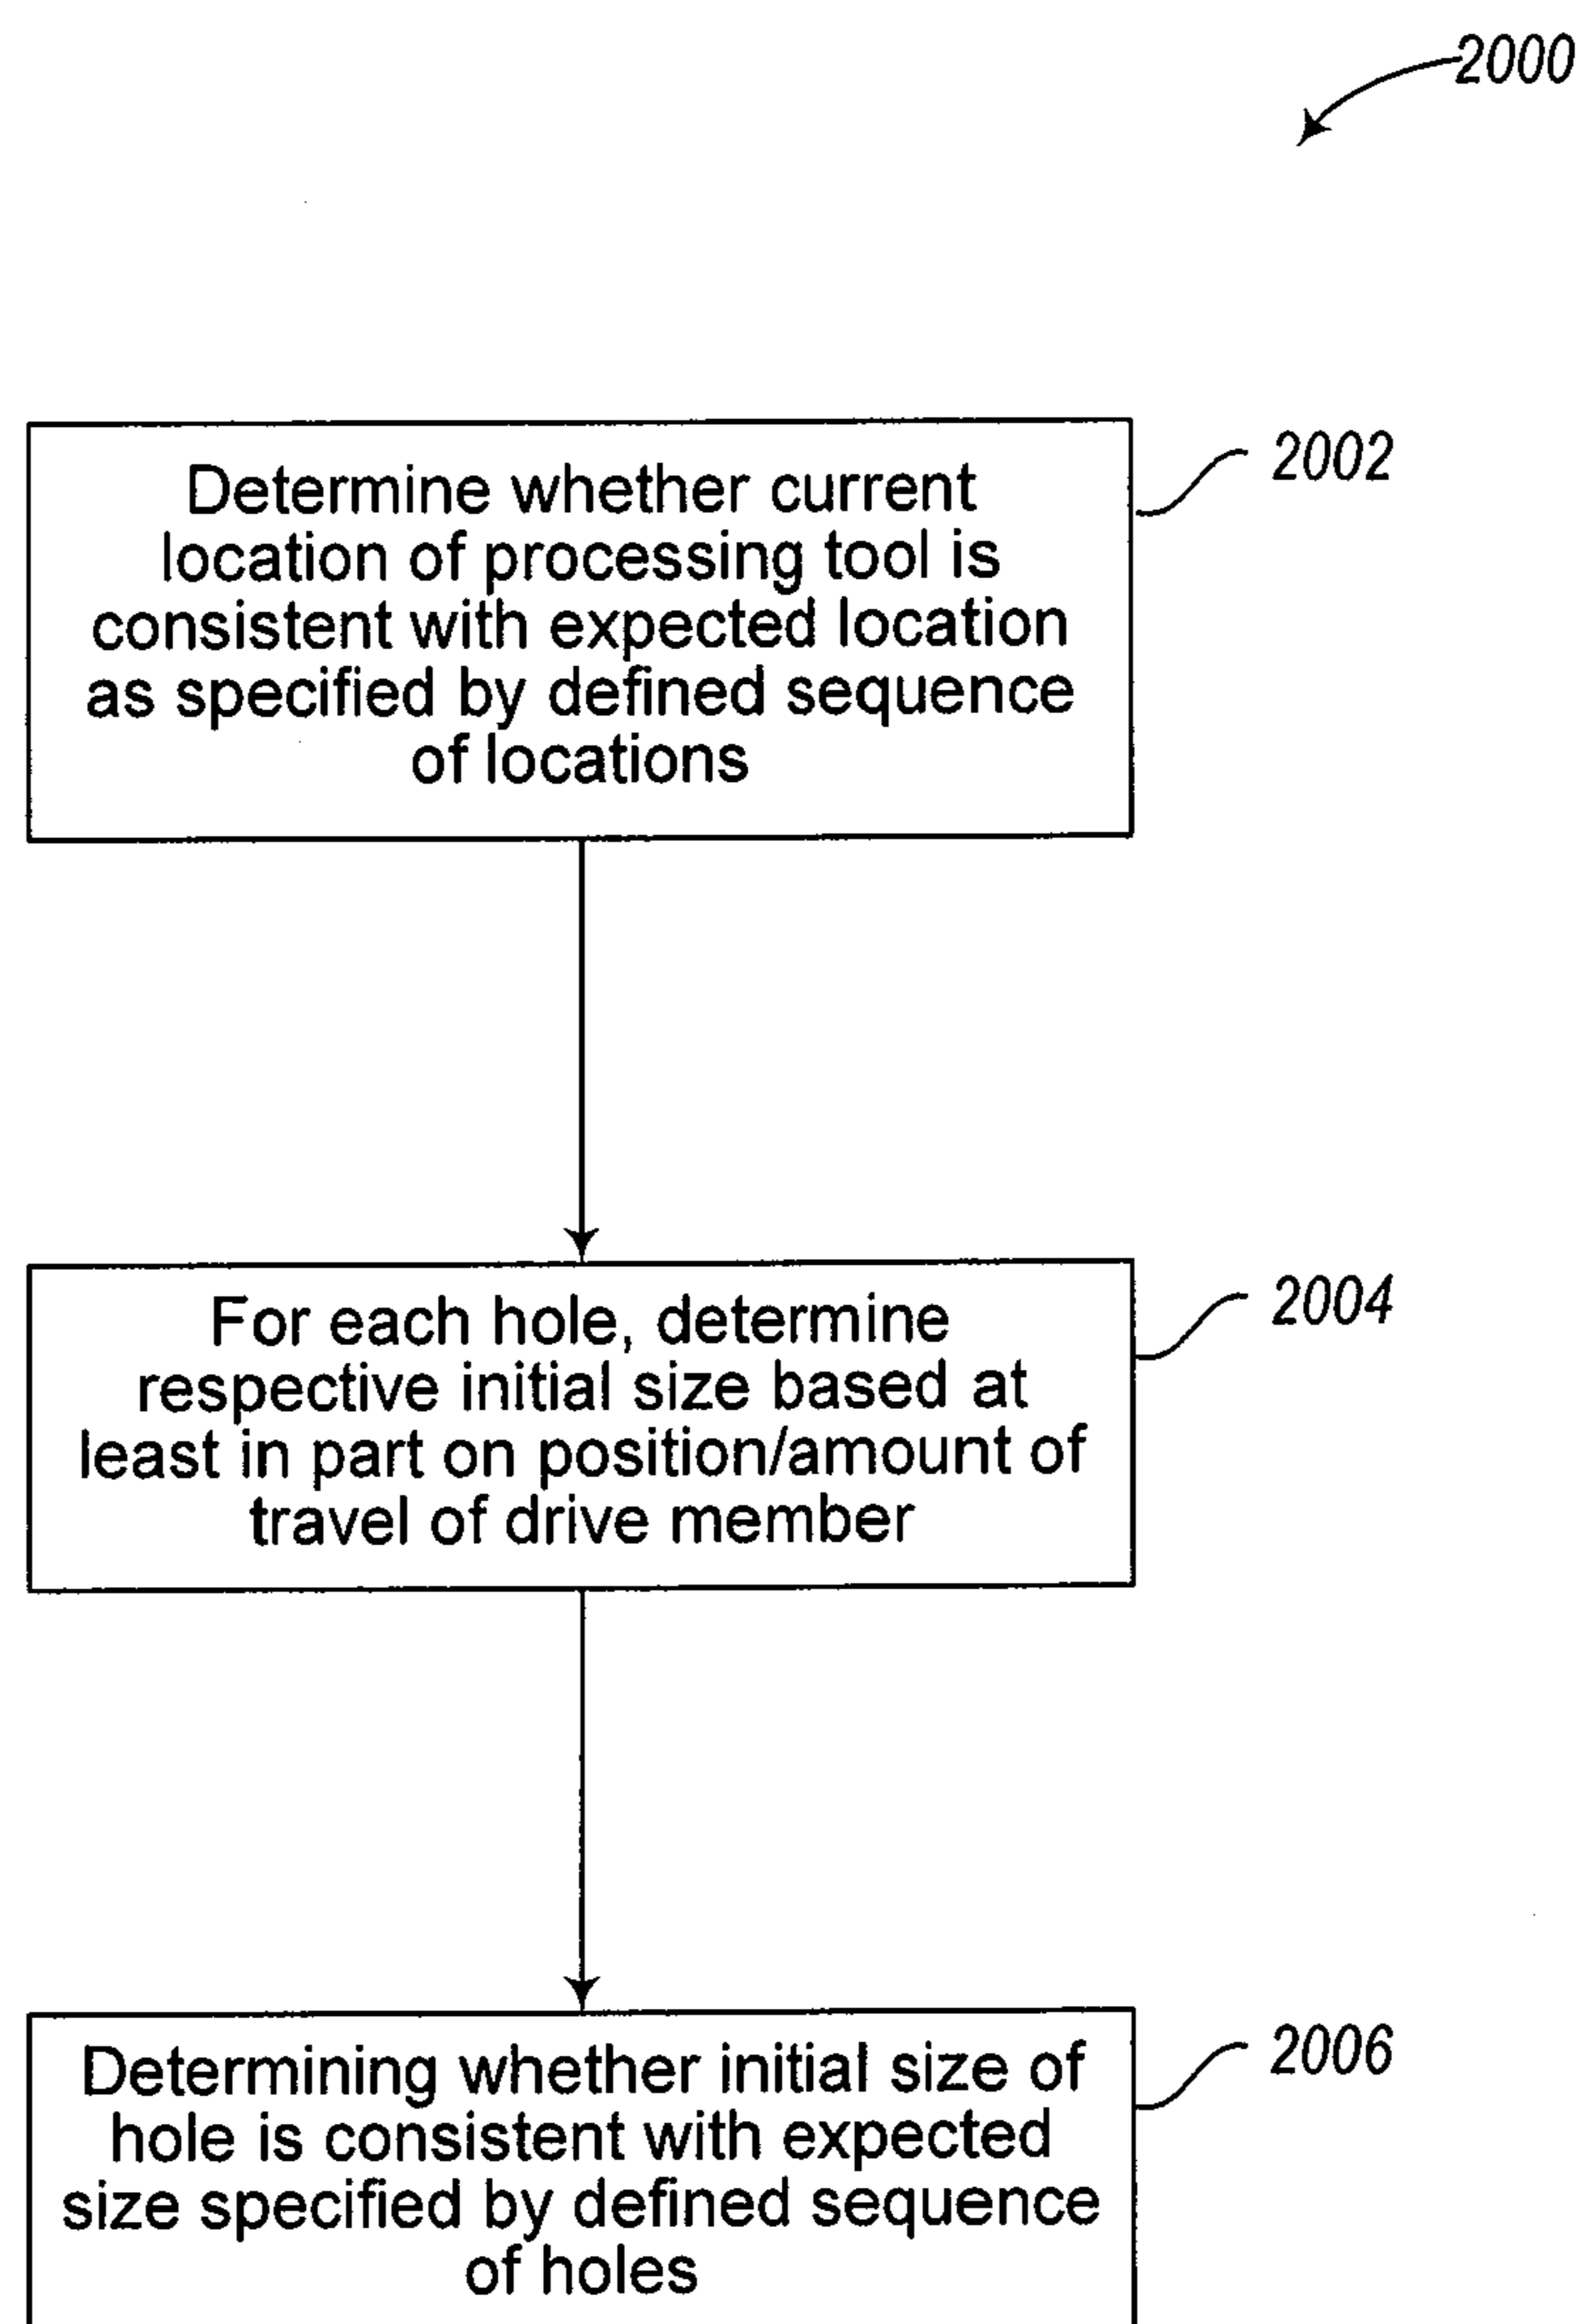 2000
Determine whether current
location of processing tool is
consistent with expected location
as specified by defined sequence
of locations
2002
For each hole, determine
respective initial size based at
least in part on position/amount of
travel of drive member
2004
Determining whether initial size of
hole is consistent with expected
size specified by defined sequence
of holes
2006